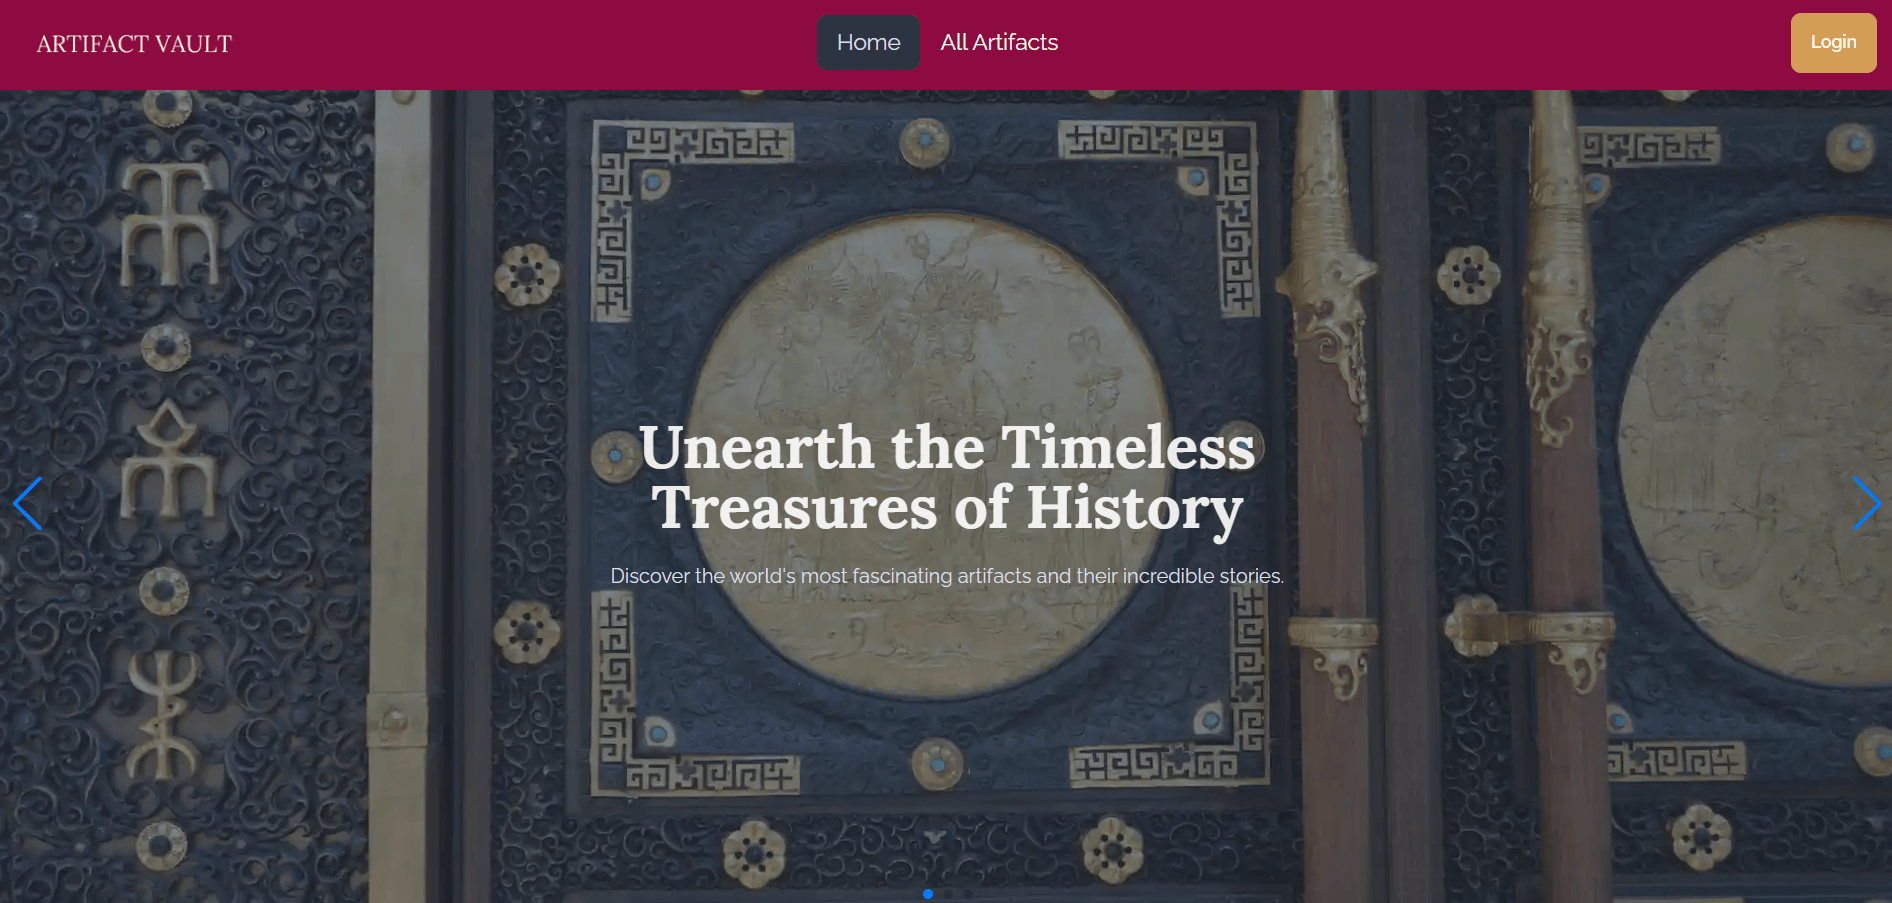 ARTIFACT VAULT
Home
All Artifacts
Login
Unearth the Timeless
Treasures of History
Discover the world's most fascinating artifacts and their incredible stories.